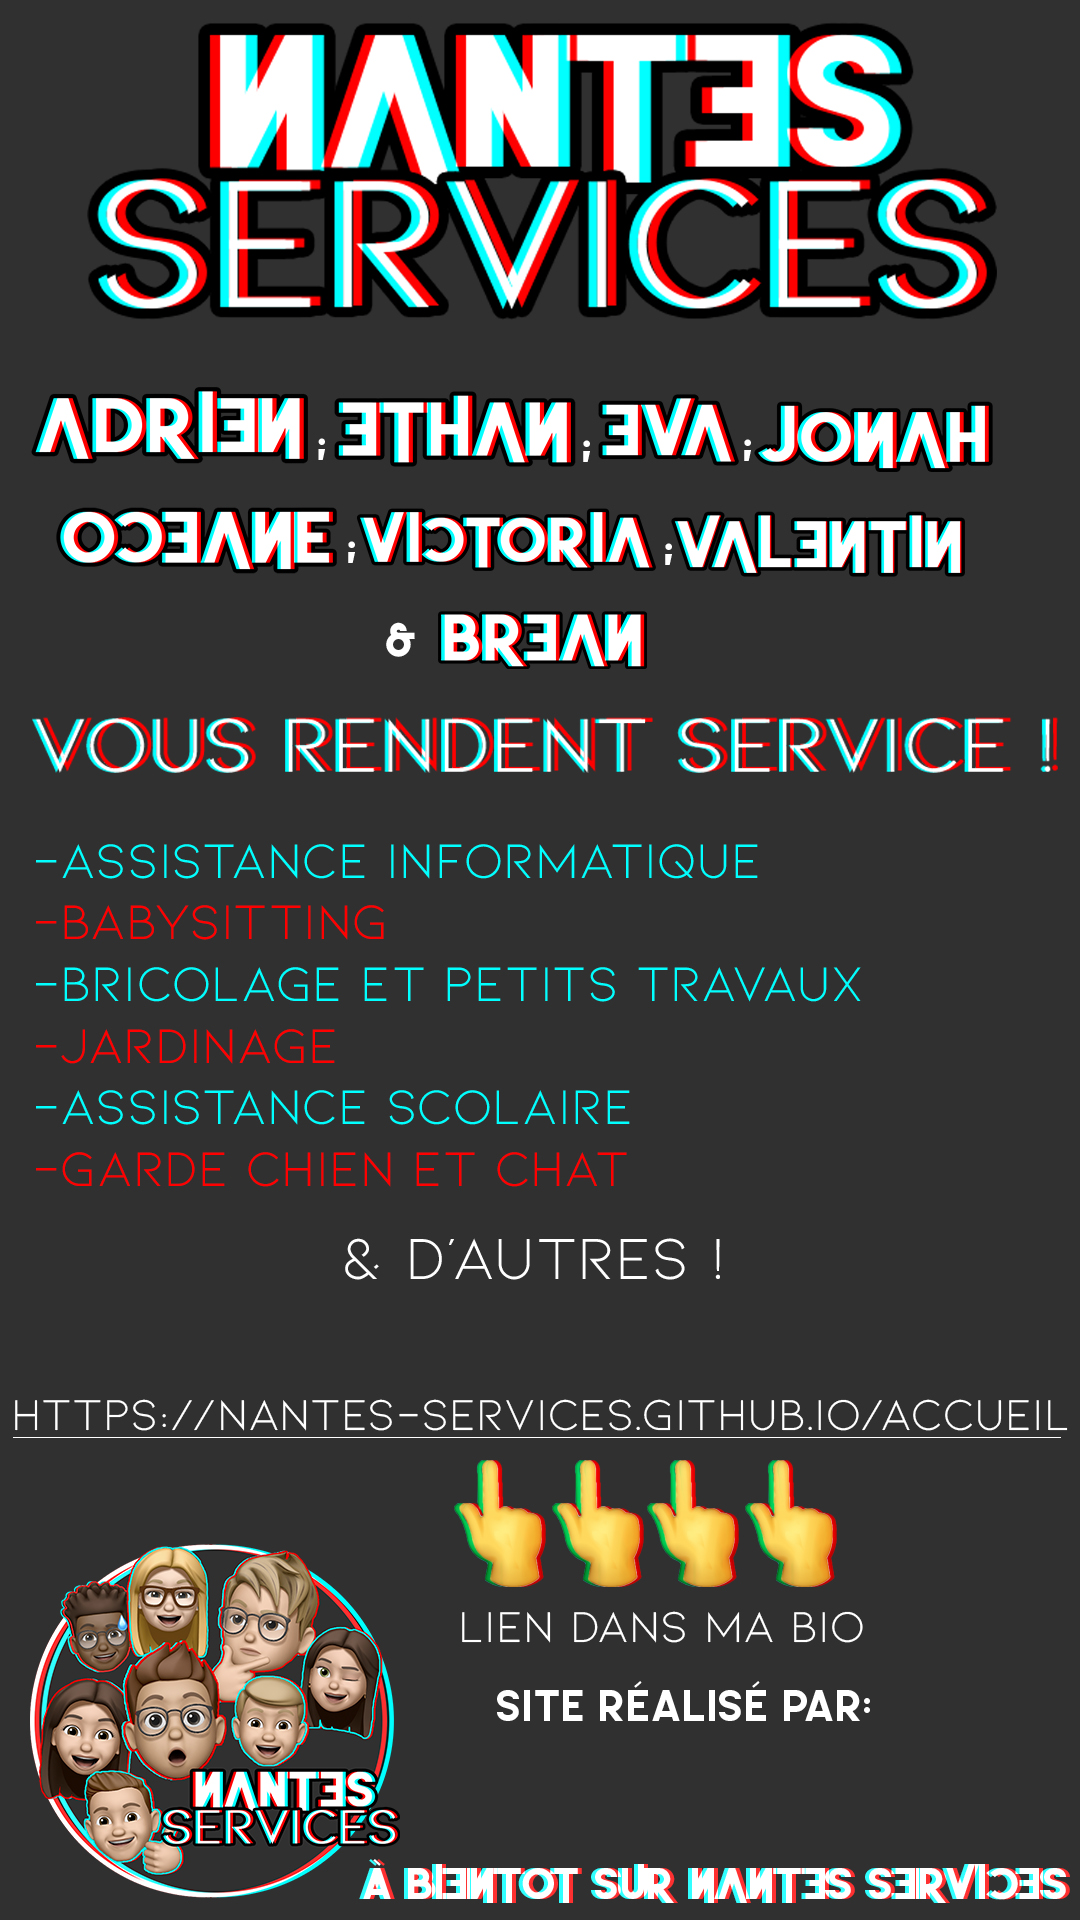 NANTES
SERVICES
ADRIEN ; ETHAN ; EVA ; JONAH
OCEANE ; VICTORIA ; VALENTIN
& BREAN
VOUS RENDENT SERVICE !
-ASSISTANCE INFORMATIQUE
-BABYSITTING
-BRICOLAGE ET PETITS TRAVAUX
-JARDINAGE
-ASSISTANCE SCOLAIRE
-GARDE CHIEN ET CHAT
& D'AUTRES !
HTTPS://NANTES-SERVICES.GITHUB.IO/ACCUEIL
LIEN DANS MA BIO
SITE RÉALISÉ PAR:
NANTES
SERVICES
À BIENTOT SUR NANTES SERVICES